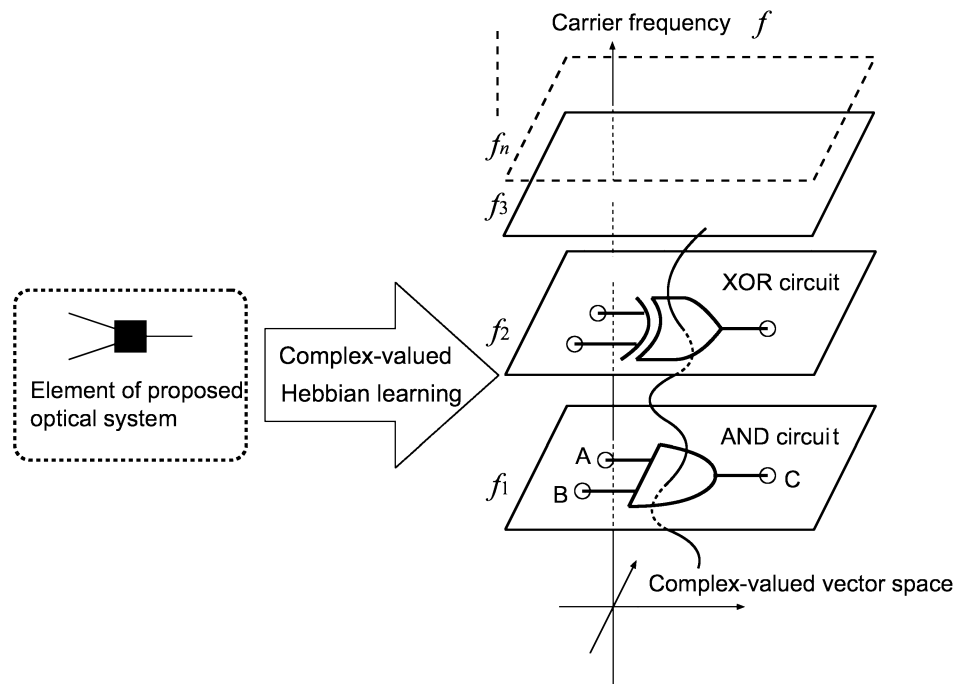 Carrier frequency f
fn
f3
XOR circuit
f2
Complex-valued
Hebbian learning
Element of proposed
optical system
AND circuit
A
B
C
f1
Complex-valued vector space